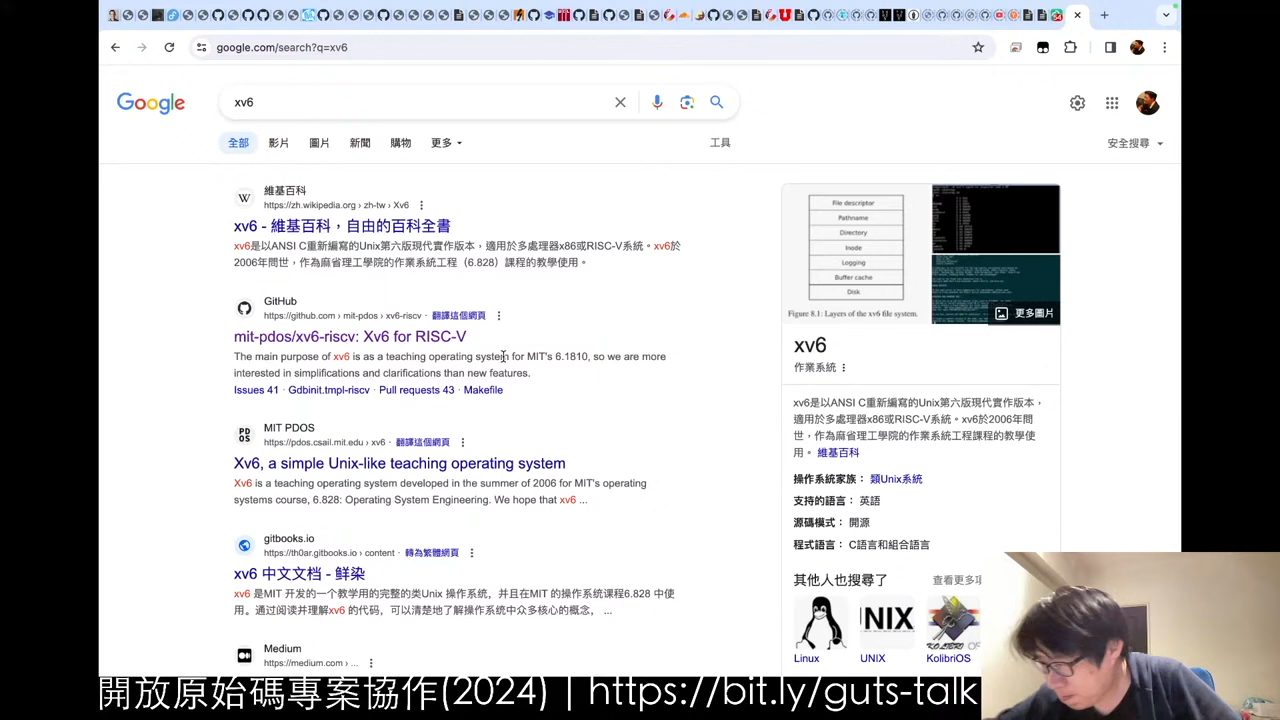 google.com/search?q=xv6
Google
xv6
全部
影片
圖片
新聞
購物
更多
工具
安全搜尋
維基百科
https://zh.wikipedia.org › zh-tw › Xv6
xv6 - 維基百科，自由的百科全書
xv6是以ANSI C重新編寫的Unix第六版現代實作版本，適用於多處理器x86或RISC-V系統。xv6於
問世，作為麻省理工學院的作業系統工程（6.828）課程的教學使用。
GitHub
mit-pdos › xv6-riscv · 翻譯這個網頁
mit-pdos/xv6-riscv: Xv6 for RISC-V
The main purpose of xv6 is as a teaching operating system for MIT's 6.1810, so we are more
interested in simplifications and clarifications than new features.
Issues 41 · Gdbinit.tmpl-riscv · Pull requests 43 · Makefile
PD
OS
MIT PDOS
https://pdos.csail.mit.edu › xv6 · 翻譯這個網頁
Xv6, a simple Unix-like teaching operating system
Xv6 is a teaching operating system developed in the summer of 2006 for MIT's operating
systems course, 6.828: Operating System Engineering. We hope that xv6 ...
gitbooks.io
https://th0ar.gitbooks.io › content · 轉為繁體網頁
xv6 中文文档 - 鲜染
xv6 是MIT 开发的一个教学用的完整的类Unix 操作系统，并且在MIT 的操作系统课程6.828 中使
用。通过阅读并理解xv6 的代码，可以清楚地了解操作系统中众多核心的概念， ...
Medium
https://medium.com › ...
File descriptor
Pathname
Directory
Inode
Logging
Buffer cache
Disk
Figure 8.1: Layers of the xv6 file system.
更多圖片
xv6
作業系統
xv6是以ANSI C重新編寫的Unix第六版現代實作版本，
適用於多處理器x86或RISC-V系統。xv6於2006年問
世，作為麻省理工學院的作業系統工程課程的教學使
用。 維基百科
操作系統家族： 類Unix系統
支持的語言： 英語
源碼模式： 開源
程式語言： C語言和組合語言
其他人也搜尋了
查看更多項
UNIX
KOLIBRI OS
Linux
UNIX
KolibriOS
開放原始碼專案協作(2024) | https://bit.ly/guts-talk